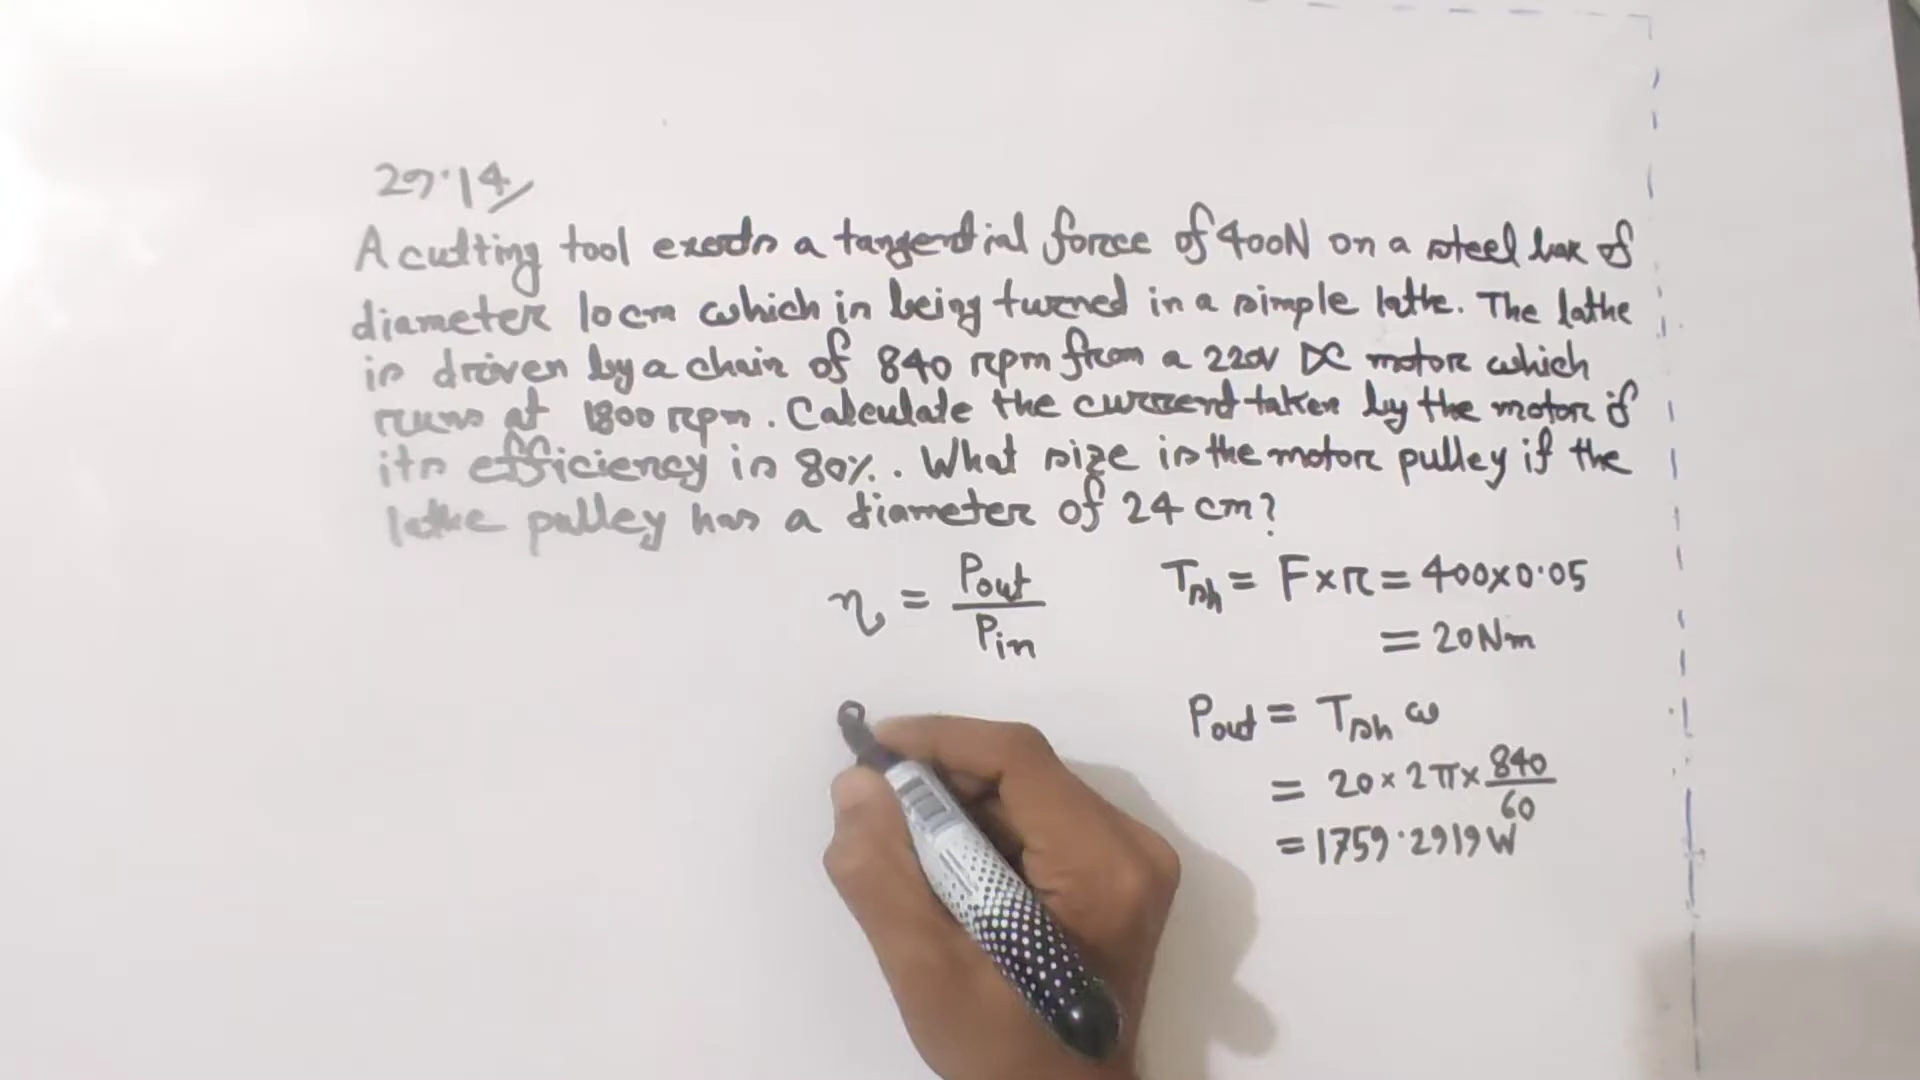 29.14/
A cutting tool exerts a tangential force of 400N on a steel bar of
diameter 10cm which is being turned in a simple lathe. The lathe
is driven by a chain of 840 rpm from a 220V DC motor which
runs at 1800 rpm. Calculate the current taken by the motor if
its efficiency is 80%. What size is the motor pulley if the
lathe pulley has a diameter of 24 cm?
η = Pout/Pin
Tsh = F×r = 400×0.05
= 20Nm
Pout = Tsh ω
= 20 × 2π × 840/60
= 1759.2919W